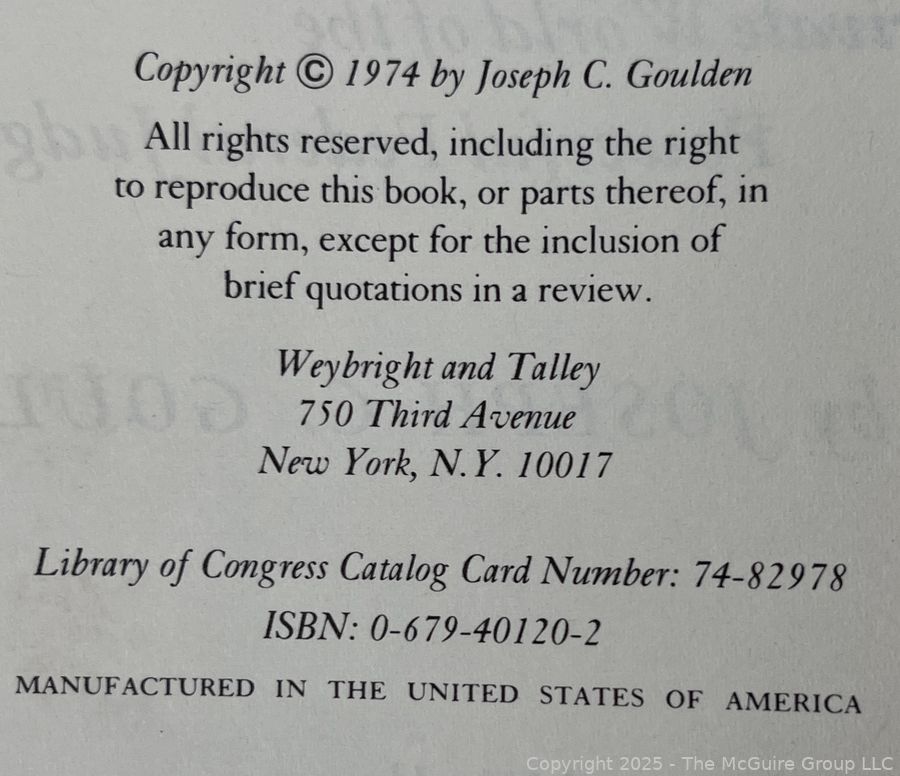 Copyright © 1974 by Joseph C. Goulden
All rights reserved, including the right
to reproduce this book, or parts thereof, in
any form, except for the inclusion of
brief quotations in a review.
Weybright and Talley
750 Third Avenue
New York, N.Y. 10017
Library of Congress Catalog Card Number: 74-82978
ISBN: 0-679-40120-2
MANUFACTURED IN THE UNITED STATES OF AMERICA
Copyright 2025 - The McGuire Group LLC